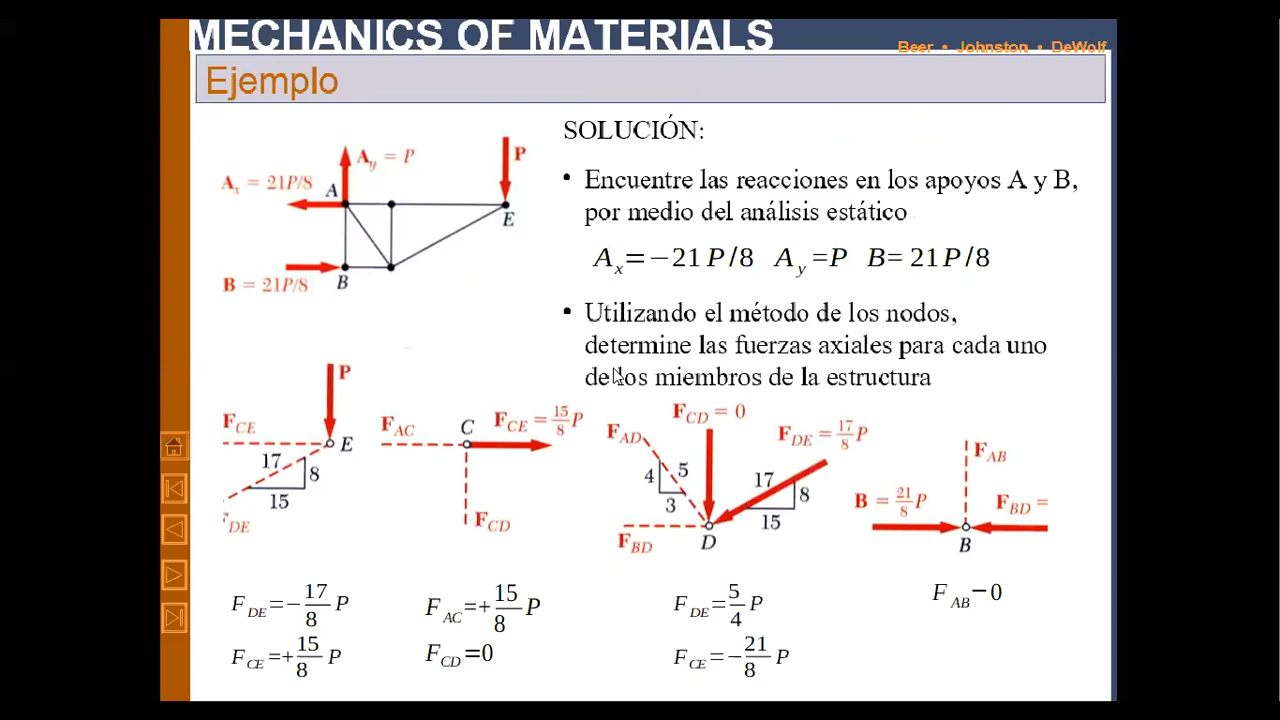 MECHANICS OF MATERIALS
Beer • Johnston • DeWolf
Ejemplo
SOLUCIÓN:
• Encuentre las reacciones en los apoyos A y B,
por medio del análisis estático
A_x=−21 P/8 A_y=P B= 21 P/8
• Utilizando el método de los nodos,
determine las fuerzas axiales para cada uno
de los miembros de la estructura
A_y = P
P
A_x = 21P/8
A
E
B = 21P/8
B
P
F_CE
E
17
8
15
F_DE
F_AC
C
F_CE = 15/8 P
F_CD
F_CD = 0
F_AD
F_DE = 17/8 P
4
5
3
17
8
15
F_BD
D
F_AB
B = 21/8 P
F_BD =
B
F_DE=−17/8 P
F_CE=+15/8 P
F_AC=+15/8 P
F_CD=0
F_DE=5/4 P
F_CE=−21/8 P
F_AB−0